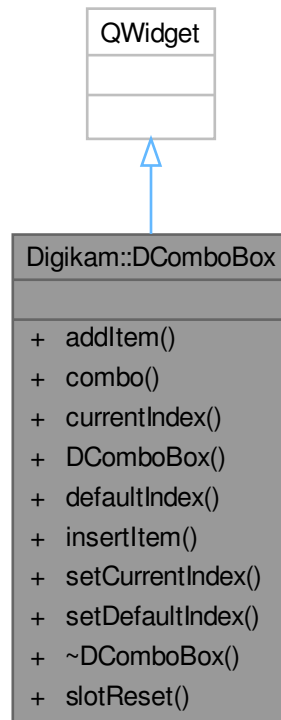 QWidget
Digikam::DComboBox
+ addItem()
+ combo()
+ currentIndex()
+ DComboBox()
+ defaultIndex()
+ insertItem()
+ setCurrentIndex()
+ setDefaultIndex()
+ ~DComboBox()
+ slotReset()